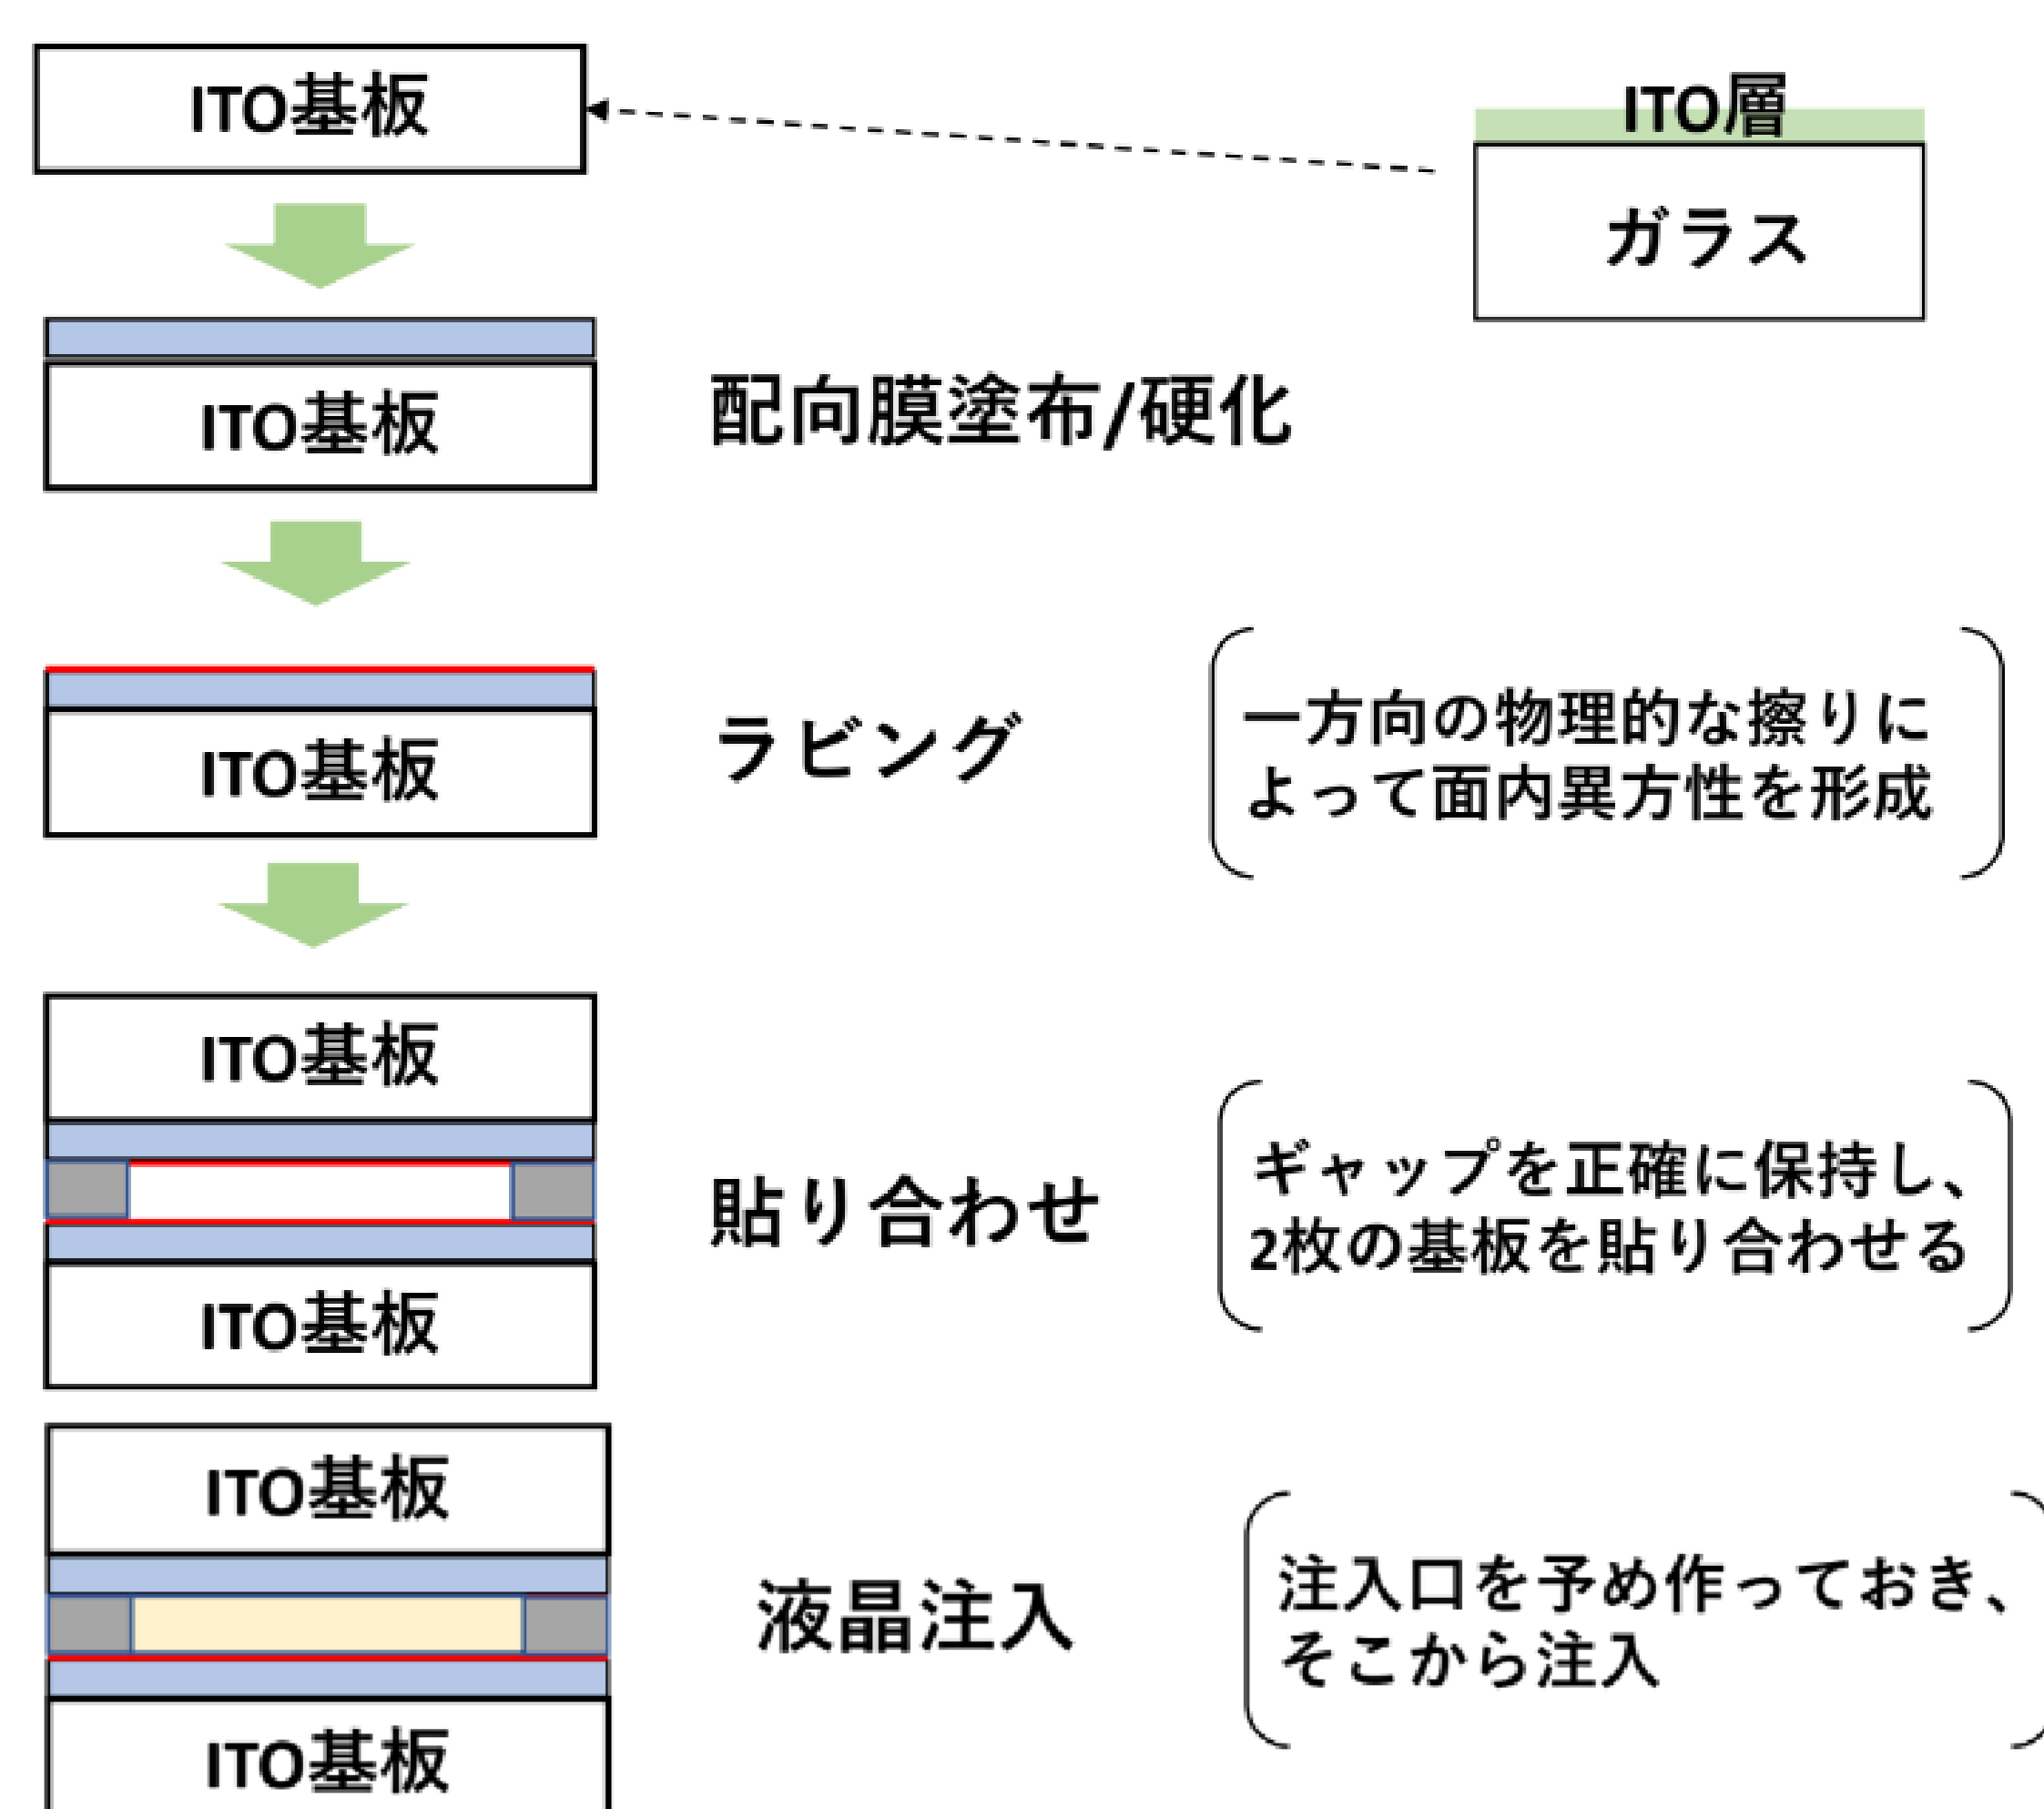 ITO基板
ITO層
ガラス
ITO基板
配向膜塗布/硬化
ITO基板
ラビング
一方向の物理的な擦りに
よって面内異方性を形成
ITO基板
ITO基板
貼り合わせ
ギャップを正確に保持し、
2枚の基板を貼り合わせる
ITO基板
ITO基板
液晶注入
注入口を予め作っておき、
そこから注入